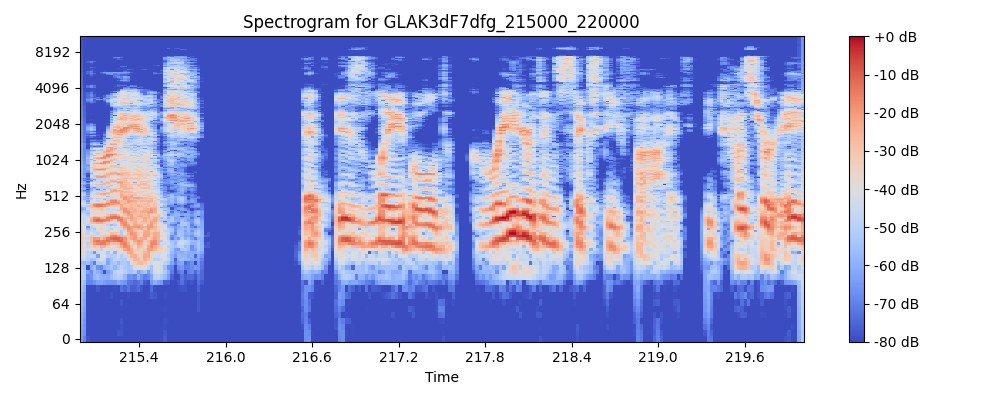 Spectrogram for GLAK3dF7dfg_215000_220000
8192
4096
2048
1024
512
256
128
64
0
Hz
215.4 216.0 216.6 217.2 217.8 218.4 219.0 219.6
Time
+0 dB
-10 dB
-20 dB
-30 dB
-40 dB
-50 dB
-60 dB
-70 dB
-80 dB